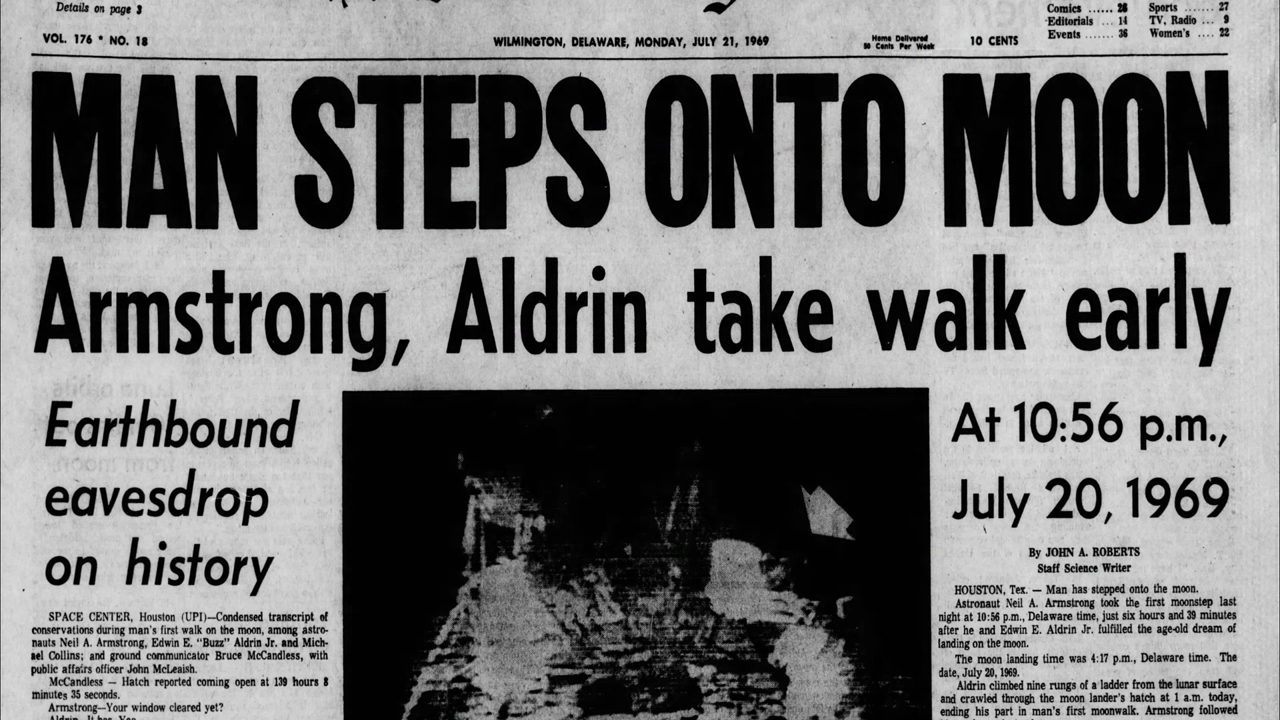 Details on page 3
Comics ...... 26 Sports ....... 27
Editorials ... 14 TV, Radio ... 9
Events ....... 36 Women's .... 22
VOL. 176 * NO. 18
WILMINGTON, DELAWARE, MONDAY, JULY 21, 1969
Home Delivered
Cents Per Week
10 CENTS
MAN STEPS ONTO MOON
Armstrong, Aldrin take walk early
Earthbound
eavesdrop
on history
SPACE CENTER, Houston (UPI)—Condensed transcript of
conservations during man's first walk on the moon, among astro-
nauts Neil A. Armstrong, Edwin E. "Buzz" Aldrin Jr. and Mich-
ael Collins; and ground communicator Bruce McCandless, with
public affairs officer John McLeaish.
McCandless — Hatch reported coming open at 139 hours 8
minutes 35 seconds.
Armstrong—Your window cleared yet?
At 10:56 p.m.,
July 20, 1969
By JOHN A. ROBERTS
Staff Science Writer
HOUSTON, Tex. — Man has stepped onto the moon.
Astronaut Neil A. Armstrong took the first moonstep last
night at 10:56 p.m., Delaware time, just six hours and 39 minutes
after he and Edwin E. Aldrin Jr. fulfilled the age-old dream of
landing on the moon.
The moon landing time was 4:17 p.m., Delaware time. The
date, July 20, 1969.
Aldrin climbed nine rungs of a ladder from the lunar surface
and crawled through the moon lander's hatch at 1 a.m. today,
ending his part in man's first moonwalk. Armstrong followed